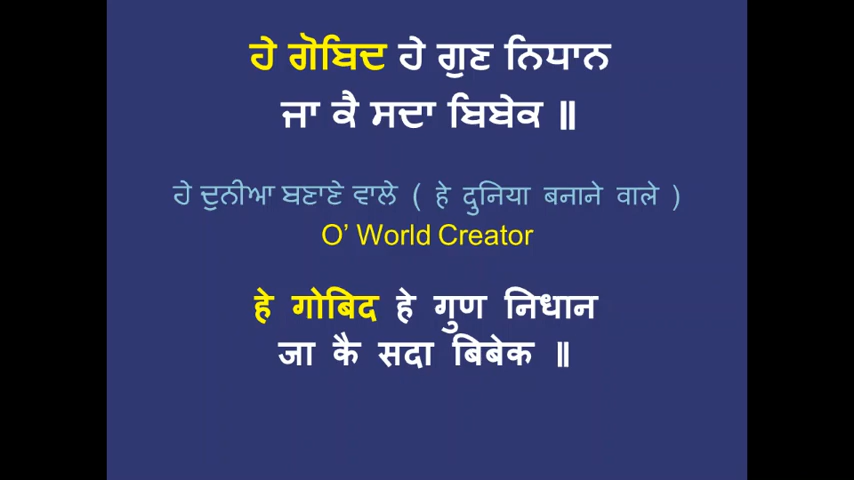 ਹੇ ਗੋਬਿਦ ਹੇ ਗੁਣ ਨਿਧਾਨ
ਜਾ ਕੈ ਸਦਾ ਬਿਬੇਕ ॥
ਹੇ ਦੁਨੀਆ ਬਣਾਣੇ ਵਾਲੇ ( हे दुनिया बनाने वाले )
O’ World Creator
हे गोबिद हे गुण निधान
जा कै सदा बिबेक ॥